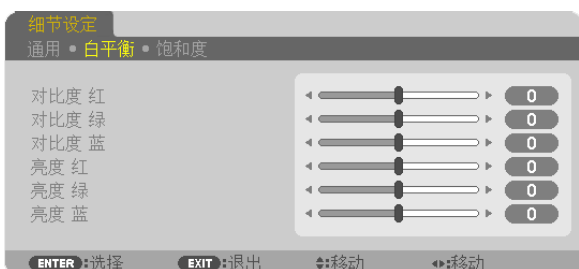 细节设定
通用 • 白平衡 • 饱和度
对比度 红 0
对比度 绿 0
对比度 蓝 0
亮度 红 0
亮度 绿 0
亮度 蓝 0
ENTER :选择 EXIT :退出 :移动 :移动